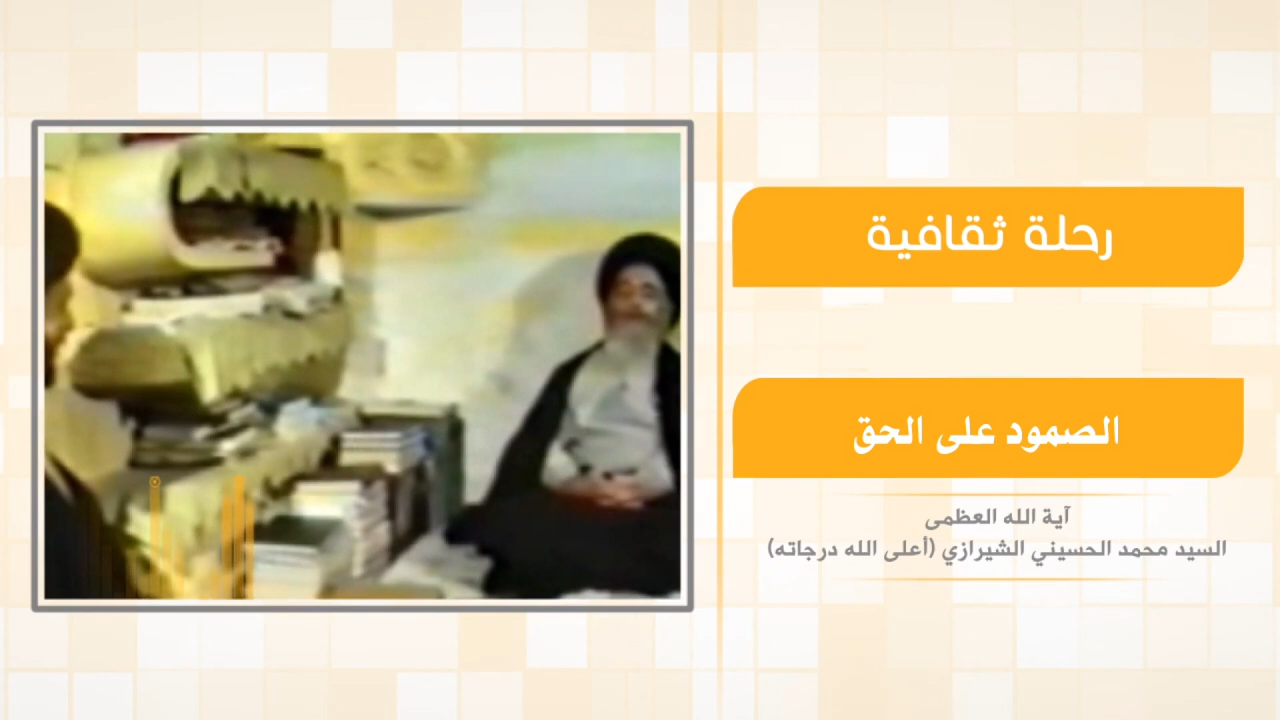 رحلة ثقافية
الصمود على الحق
آية الله العظمى
السيد محمد الحسيني الشيرازي (أعلى الله درجاته)